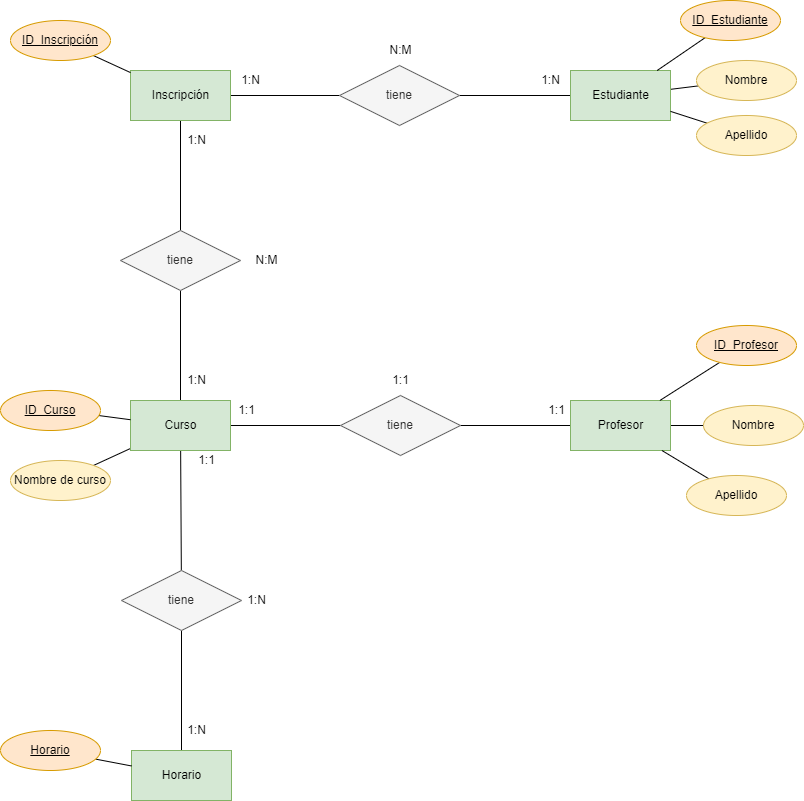 ID_Estudiante
ID_Inscripción
N:M
Nombre
1:N
1:N
Inscripción
tiene
Estudiante
Apellido
1:N
tiene
N:M
ID_Profesor
1:N
1:1
ID_Curso
1:1
1:1
Curso
tiene
Profesor
Nombre
1:1
Nombre de curso
Apellido
tiene
1:N
1:N
Horario
Horario